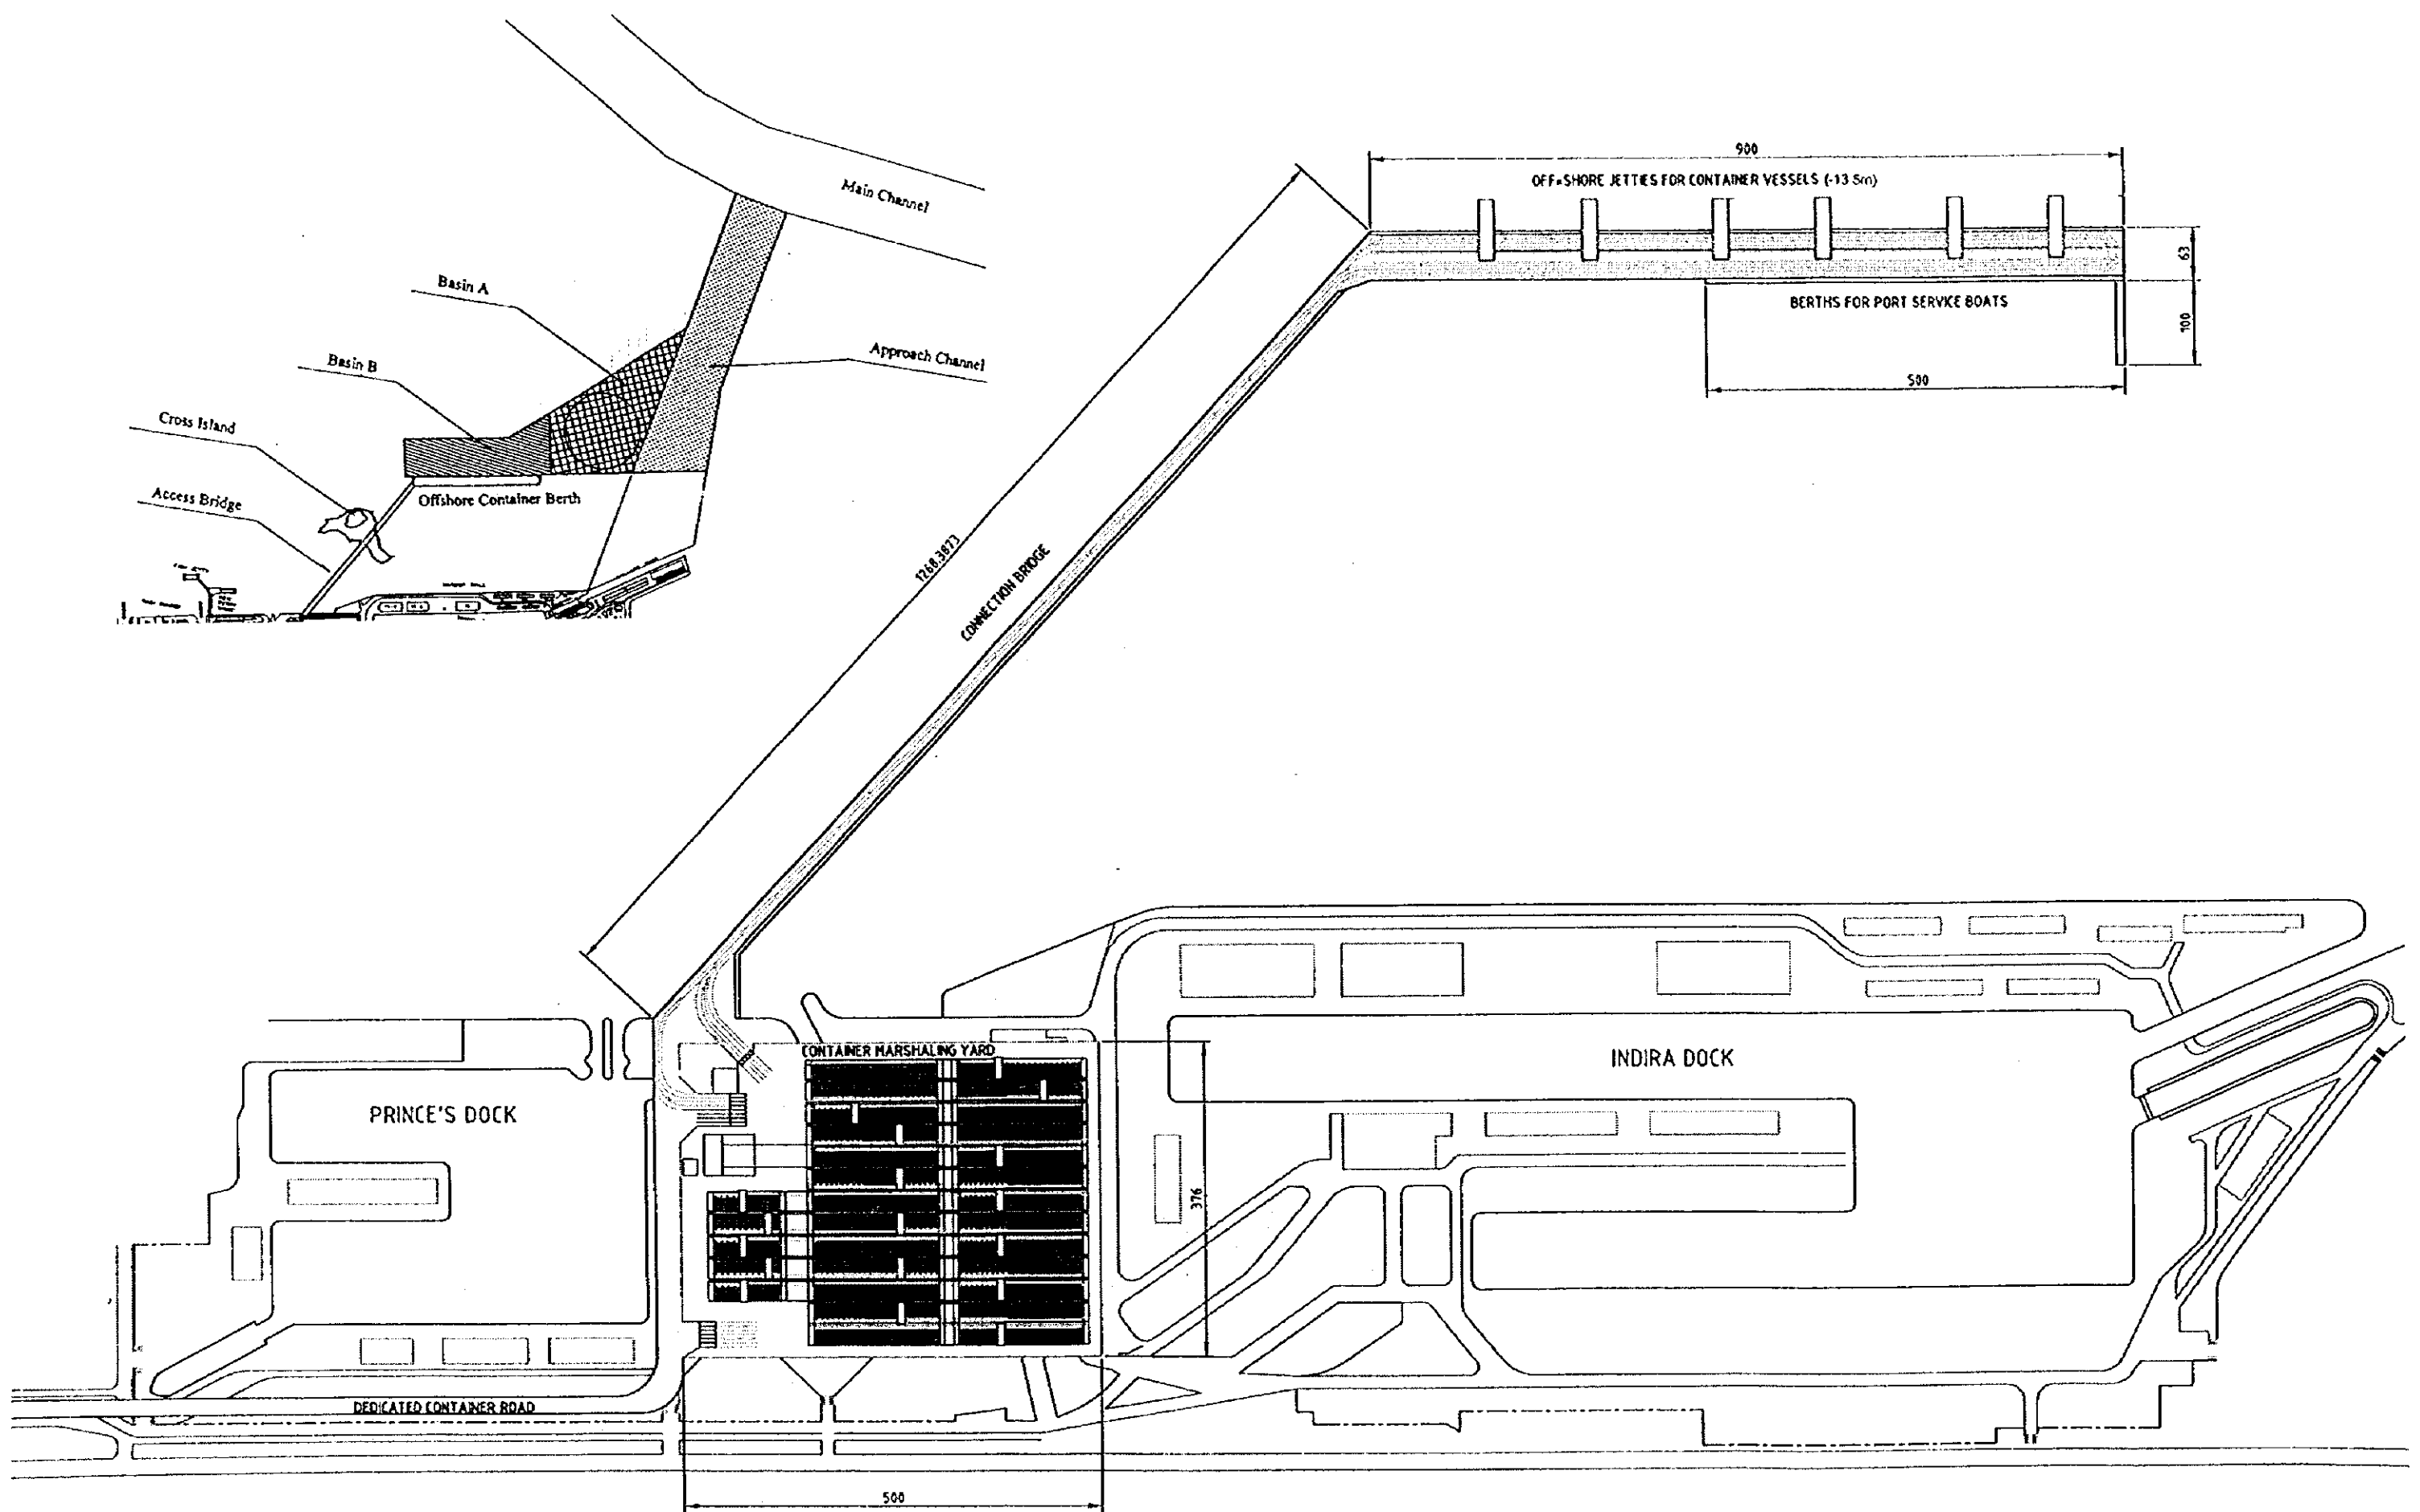 Main Channel
Basin A
Basin B
Approach Channel
Cross Island
Access Bridge
Offshore Container Berth
900
OFF-SHORE JETTIES FOR CONTAINER VESSELS (-13.5m)
63
BERTHS FOR PORT SERVICE BOATS
100
500
1268.3873
CONNECTION BRIDGE
CONTAINER MARSHALING YARD
PRINCE'S DOCK
INDIRA DOCK
376
DEDICATED CONTAINER ROAD
500